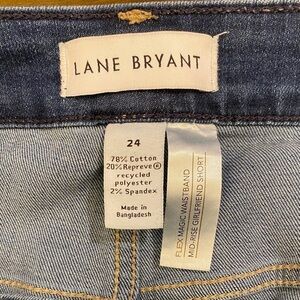 LANE BRYANT
24
78% Cotton
20% Repreve®
recycled
polyester
2% Spandex
Made in
Bangladesh
FLEX MAGIC WAISTBAND
MID-RISE GIRLFRIEND SHORT